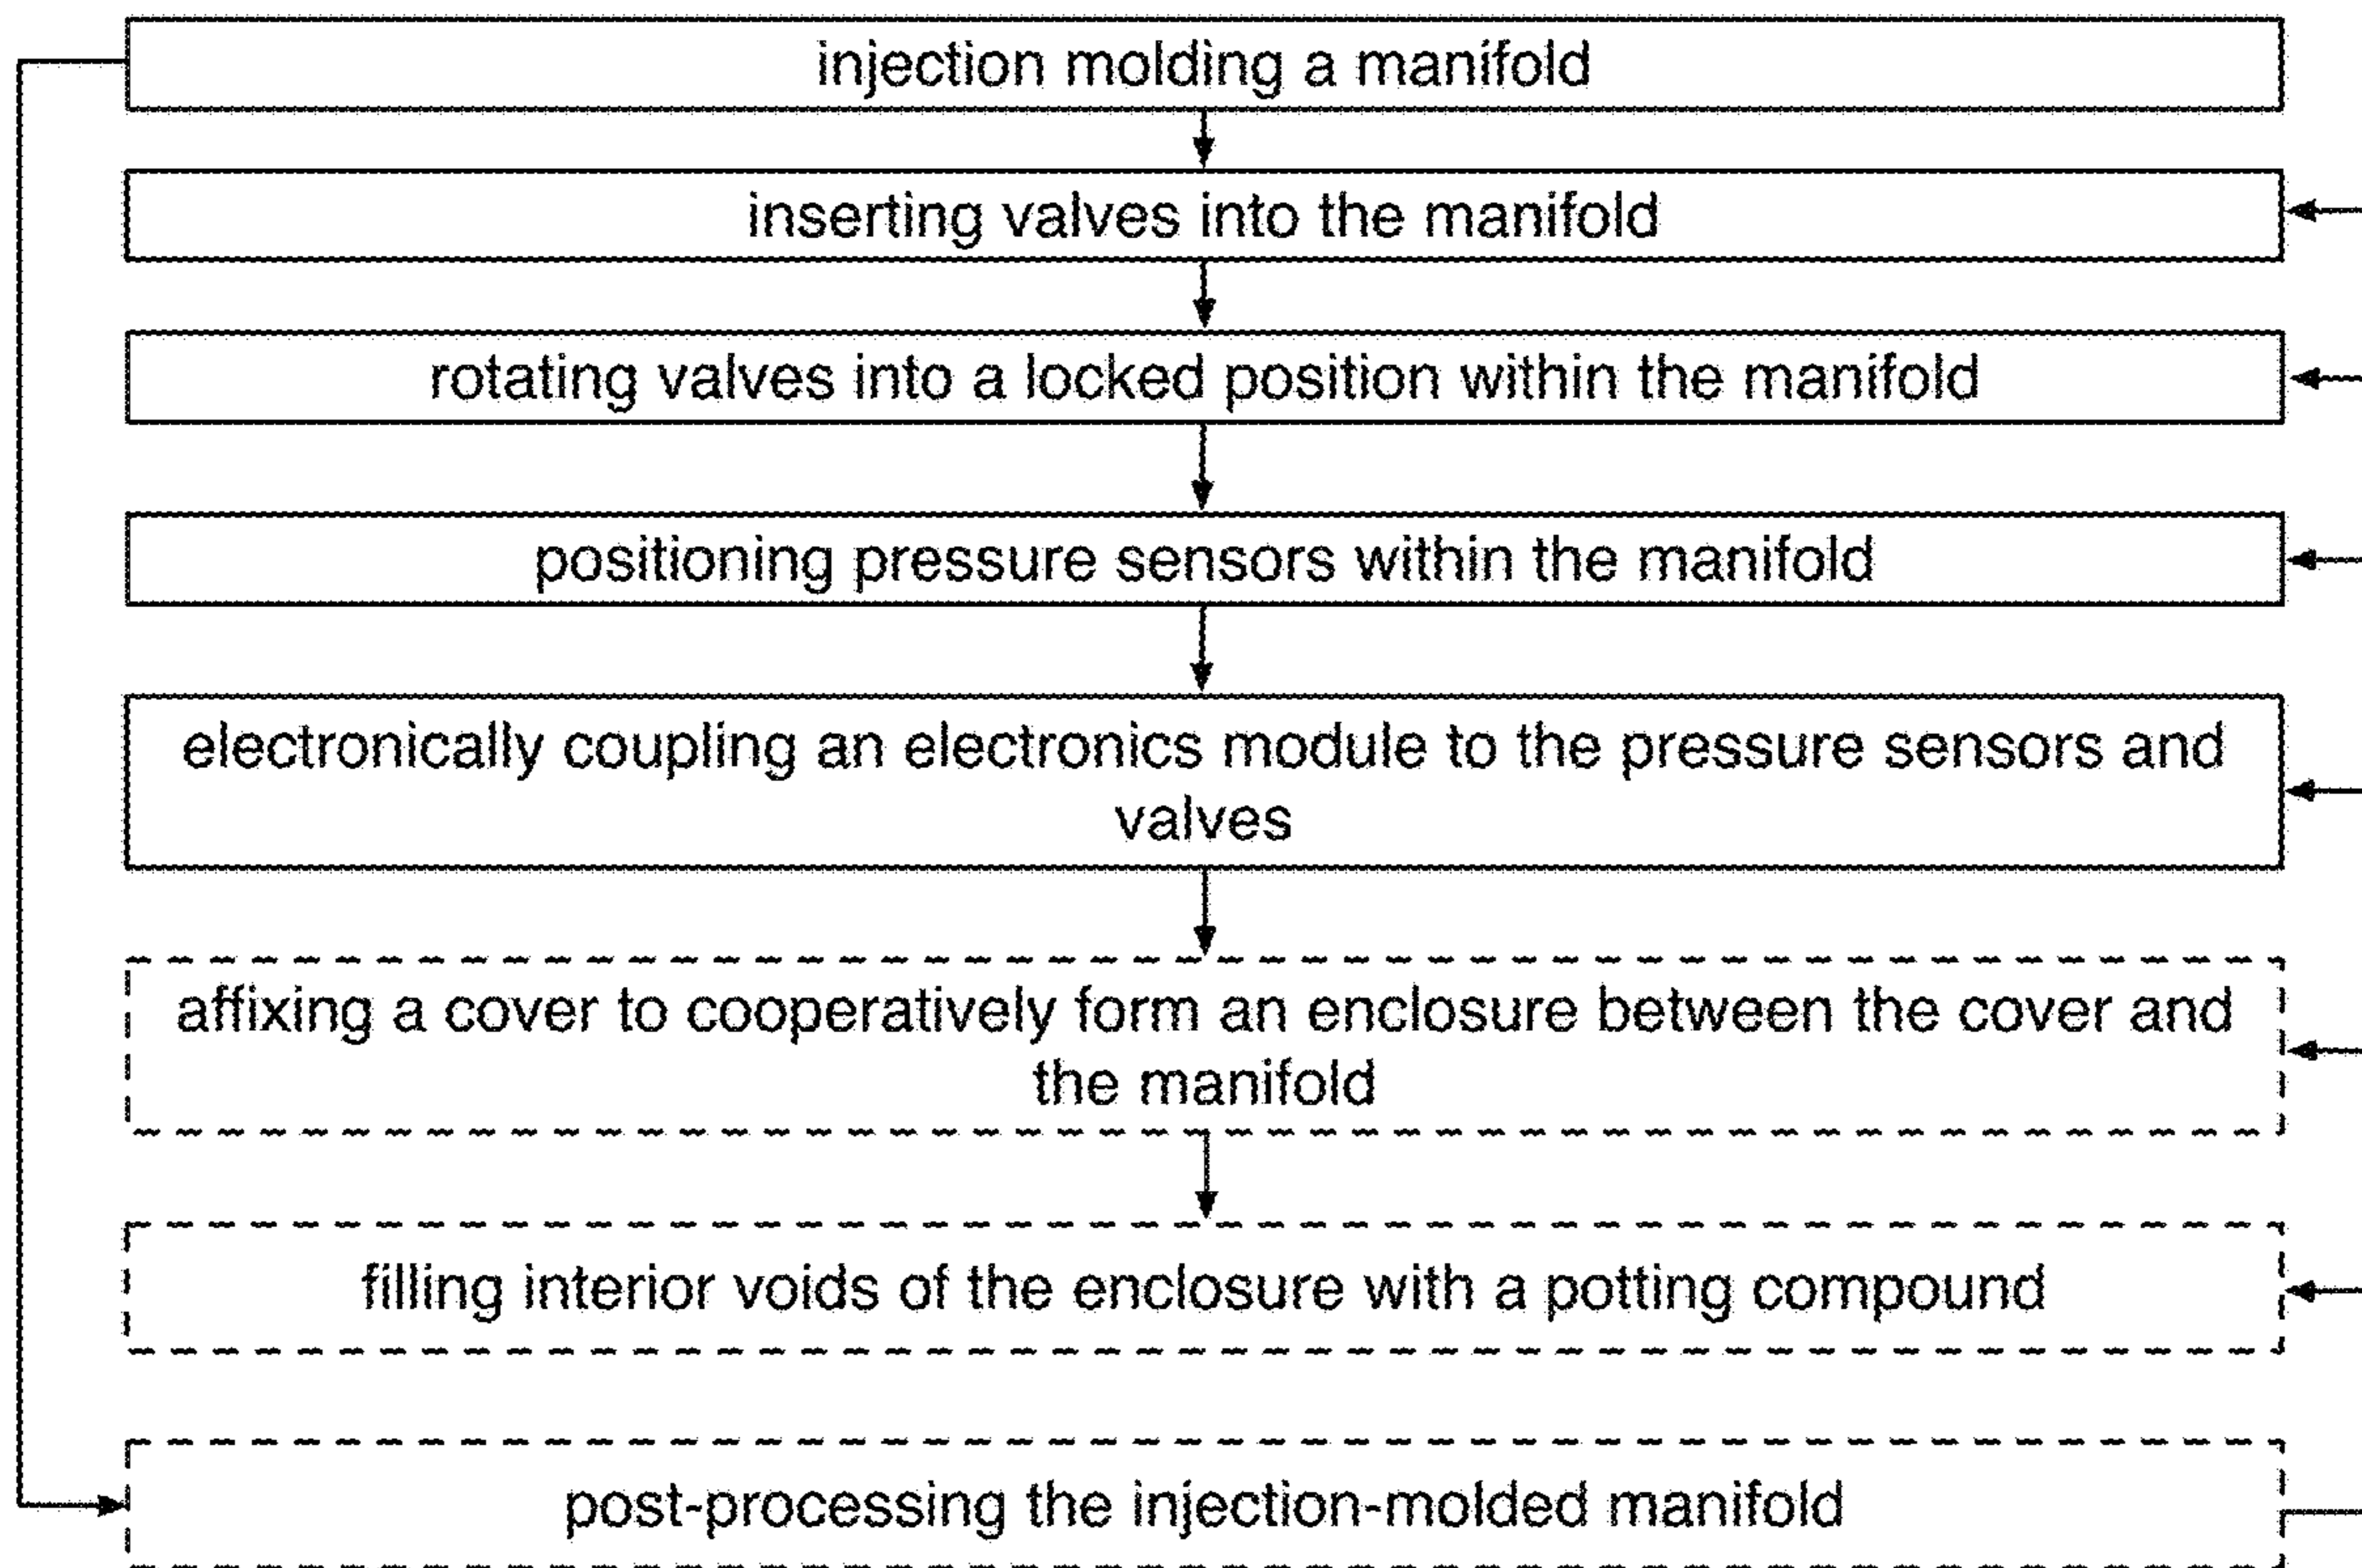 injection molding a manifold
inserting valves into the manifold
rotating valves into a locked position within the manifold
positioning pressure sensors within the manifold
electronically coupling an electronics module to the pressure sensors and
valves
affixing a cover to cooperatively form an enclosure between the cover and
the manifold
filling interior voids of the enclosure with a potting compound
post-processing the injection-molded manifold